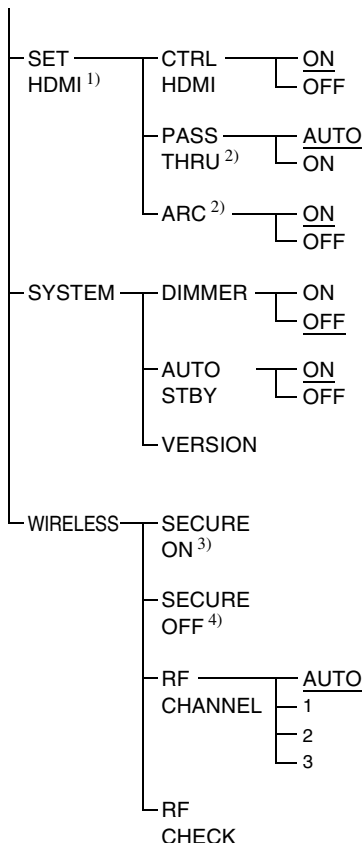 SET CTRL ON
HDMI 1) HDMI OFF
PASS AUTO
THRU 2) ON
ARC 2) ON
OFF
SYSTEM DIMMER ON
OFF
AUTO ON
STBY OFF
VERSION
WIRELESS SECURE
ON 3)
SECURE
OFF 4)
RF AUTO
CHANNEL 1
2
3
RF
CHECK